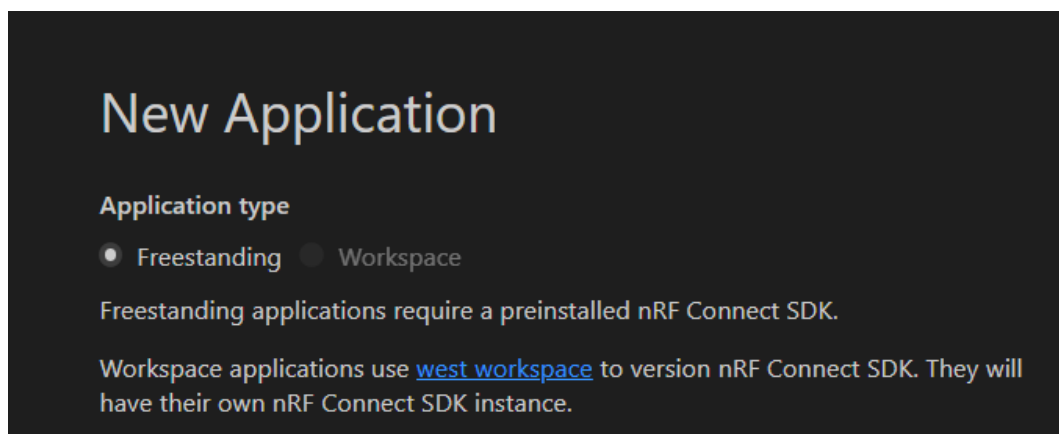 New Application
Application type
Freestanding Workspace
Freestanding applications require a preinstalled nRF Connect SDK.
Workspace applications use west workspace to version nRF Connect SDK. They will
have their own nRF Connect SDK instance.